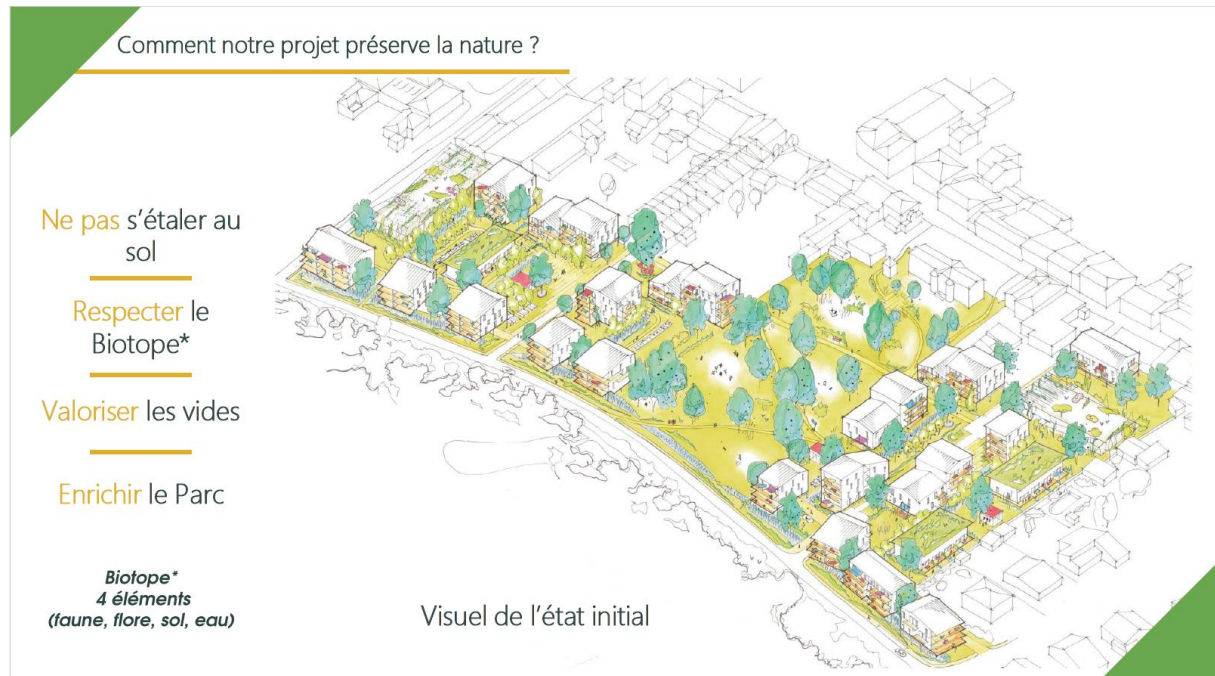 Comment notre projet préserve la nature ?
Ne pas s’étaler au
sol
Respecter le
Biotope*
Valoriser les vides
Enrichir le Parc
Biotope*
4 éléments
(faune, flore, sol, eau)
Visuel de l’état initial